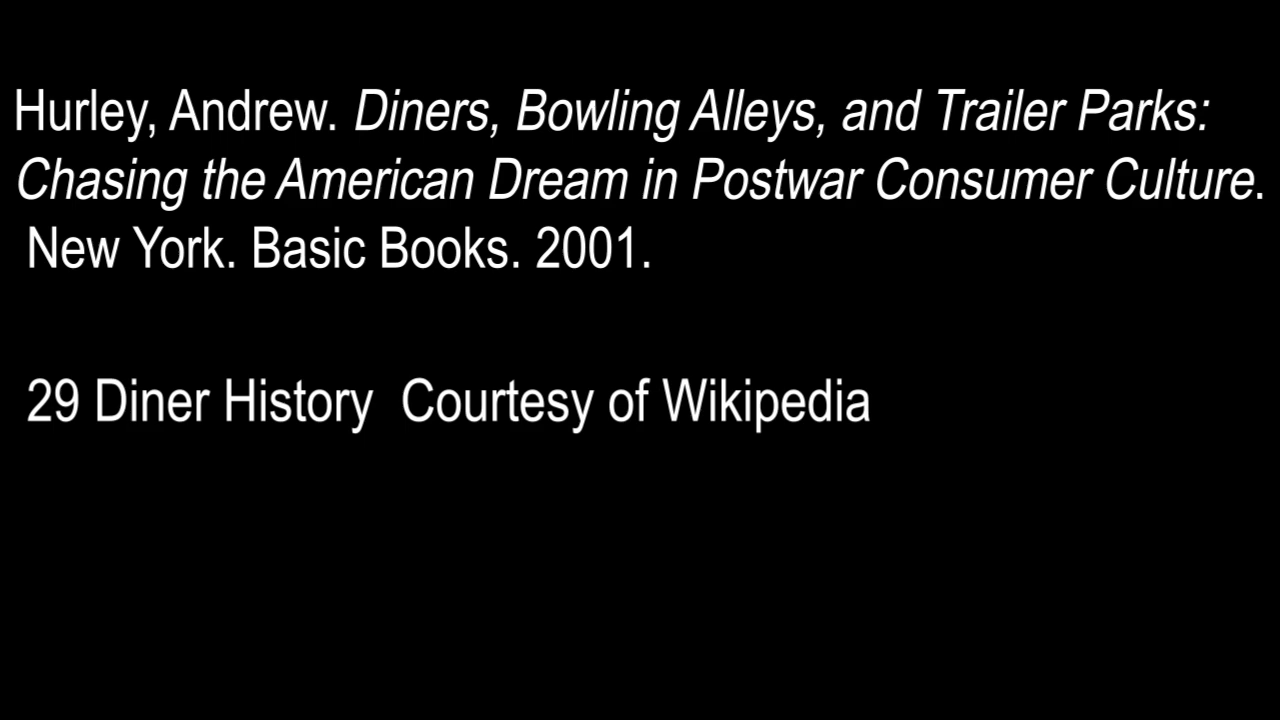 Hurley, Andrew. Diners, Bowling Alleys, and Trailer Parks:
Chasing the American Dream in Postwar Consumer Culture.
New York. Basic Books. 2001.
29 Diner History  Courtesy of Wikipedia